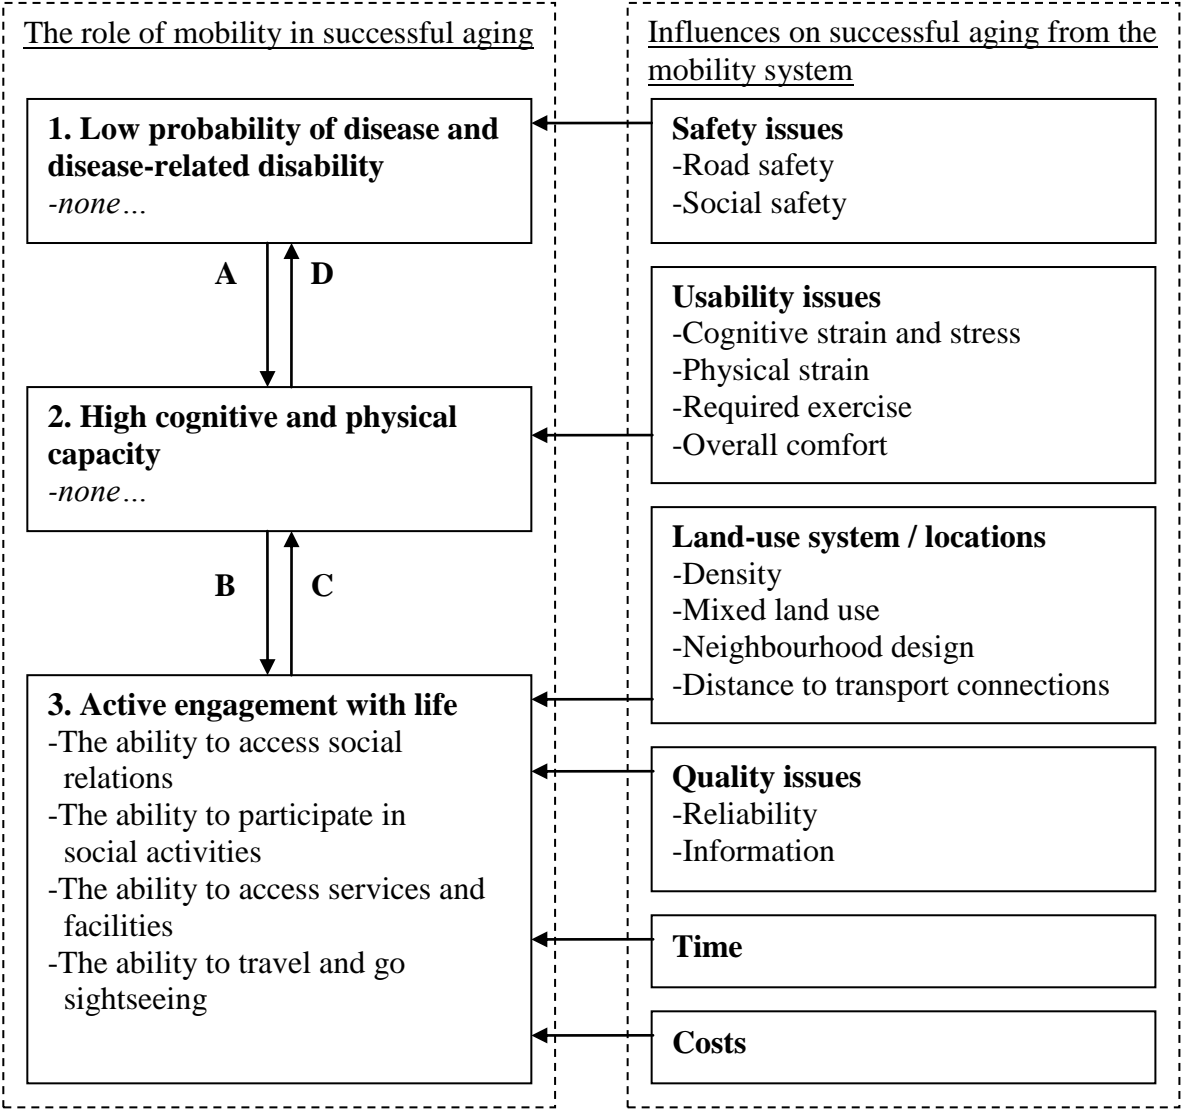 The role of mobility in successful aging
1. Low probability of disease and
disease-related disability
-none…
A
D
2. High cognitive and physical
capacity
-none…
B
C
3. Active engagement with life
-The ability to access social
relations
-The ability to participate in
social activities
-The ability to access services and
facilities
-The ability to travel and go
sightseeing
Influences on successful aging from the
mobility system
Safety issues
-Road safety
-Social safety
Usability issues
-Cognitive strain and stress
-Physical strain
-Required exercise
-Overall comfort
Land-use system / locations
-Density
-Mixed land use
-Neighbourhood design
-Distance to transport connections
Quality issues
-Reliability
-Information
Time
Costs